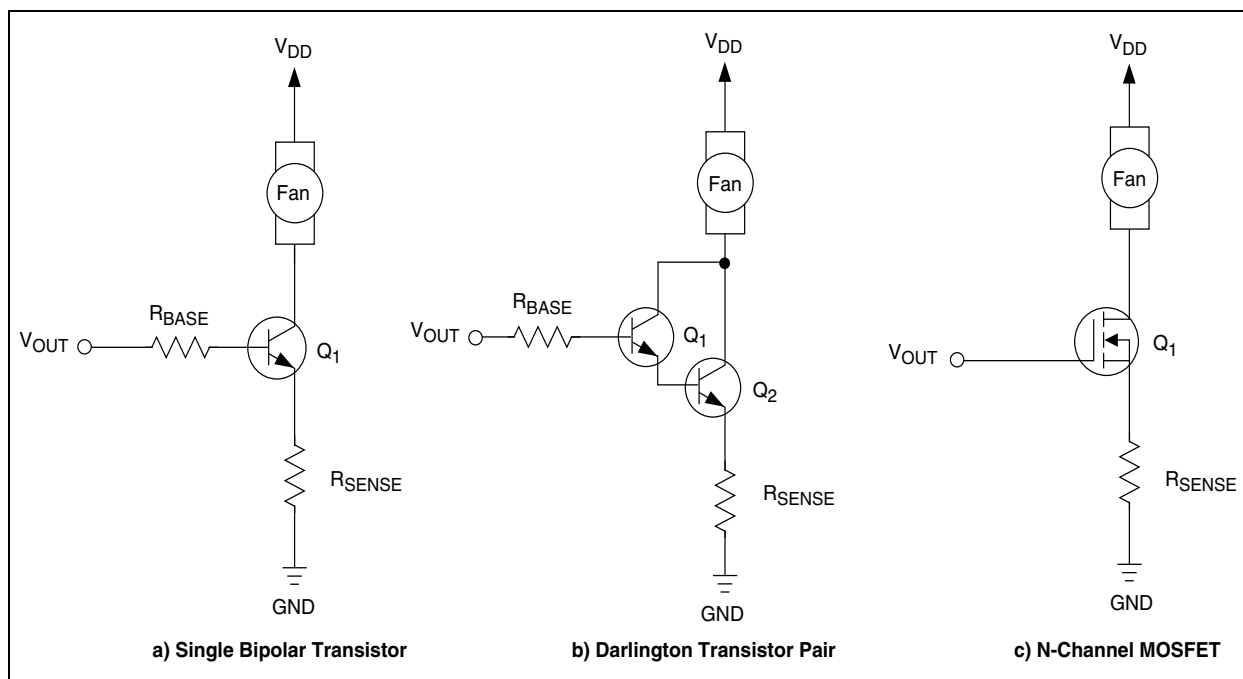 VDD
Fan
RBASE
VOUT
Q1
RSENSE
GND
a) Single Bipolar Transistor
VDD
Fan
RBASE
VOUT
Q1
Q2
RSENSE
GND
b) Darlington Transistor Pair
VDD
Fan
VOUT
Q1
RSENSE
GND
c) N-Channel MOSFET